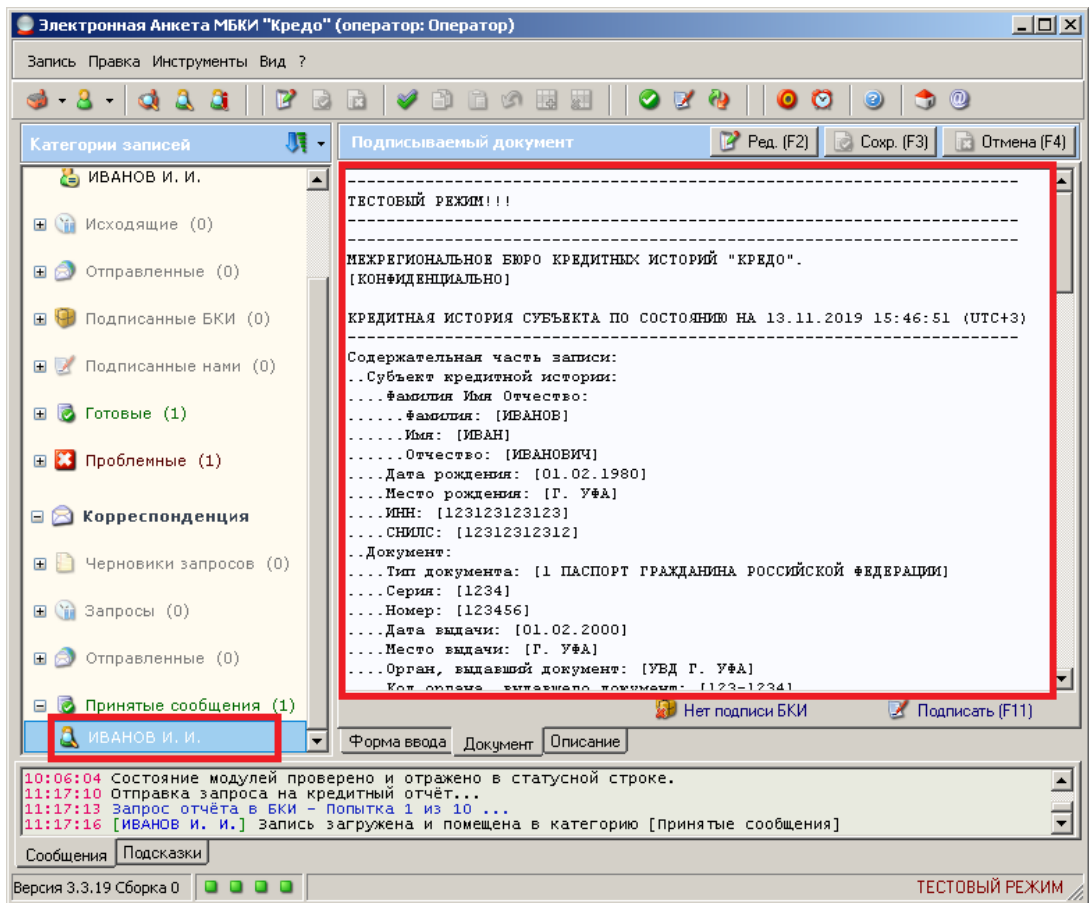 Электронная Анкета МБКИ "Кредо" (оператор: Оператор)
Запись Правка Инструменты Вид ?
Категории записей
ИВАНОВ И. И.
Исходящие (0)
Отправленные (0)
Подписанные БКИ (0)
Подписанные нами (0)
Готовые (1)
Проблемные (1)
Корреспонденция
Черновики запросов (0)
Запросы (0)
Отправленные (0)
Принятые сообщения (1)
ИВАНОВ И. И.
Подписываемый документ
Ред. (F2) Сохр. (F3) Отмена (F4)
ТЕСТОВЫЙ РЕЖИМ!!!
МЕЖРЕГИОНАЛЬНОЕ БЮРО КРЕДИТНЫХ ИСТОРИЙ "КРЕДО".
[КОНФИДЕНЦИАЛЬНО]
КРЕДИТНАЯ ИСТОРИЯ СУБЪЕКТА ПО СОСТОЯНИЮ НА 13.11.2019 15:46:51 (UTC+3)
Содержательная часть записи:
..Субъект кредитной истории:
....Фамилия Имя Отчество:
......Фамилия: [ИВАНОВ]
......Имя: [ИВАН]
......Отчество: [ИВАНОВИЧ]
....Дата рождения: [01.02.1980]
....Место рождения: [Г. УФА]
....ИНН: [123123123123]
....СНИЛС: [12312312312]
..Документ:
....Тип документа: [1 ПАСПОРТ ГРАЖДАНИНА РОССИЙСКОЙ ФЕДЕРАЦИИ]
....Серия: [1234]
....Номер: [123456]
....Дата выдачи: [01.02.2000]
....Место выдачи: [Г. УФА]
....Орган, выдавший документ: [УВД Г. УФА]
....Код органа, выдавшего документ: [123-1234]
Нет подписи БКИ Подписать (F11)
Форма ввода Документ Описание
10:06:04 Состояние модулей проверено и отражено в статусной строке.
11:17:10 Отправка запроса на кредитный отчёт...
11:17:13 Запрос отчёта в БКИ – Попытка 1 из 10 ...
11:17:16 [ИВАНОВ И. И.] Запись загружена и помещена в категорию [Принятые сообщения]
Сообщения Подсказки
Версия 3.3.19 Сборка 0 ТЕСТОВЫЙ РЕЖИМ